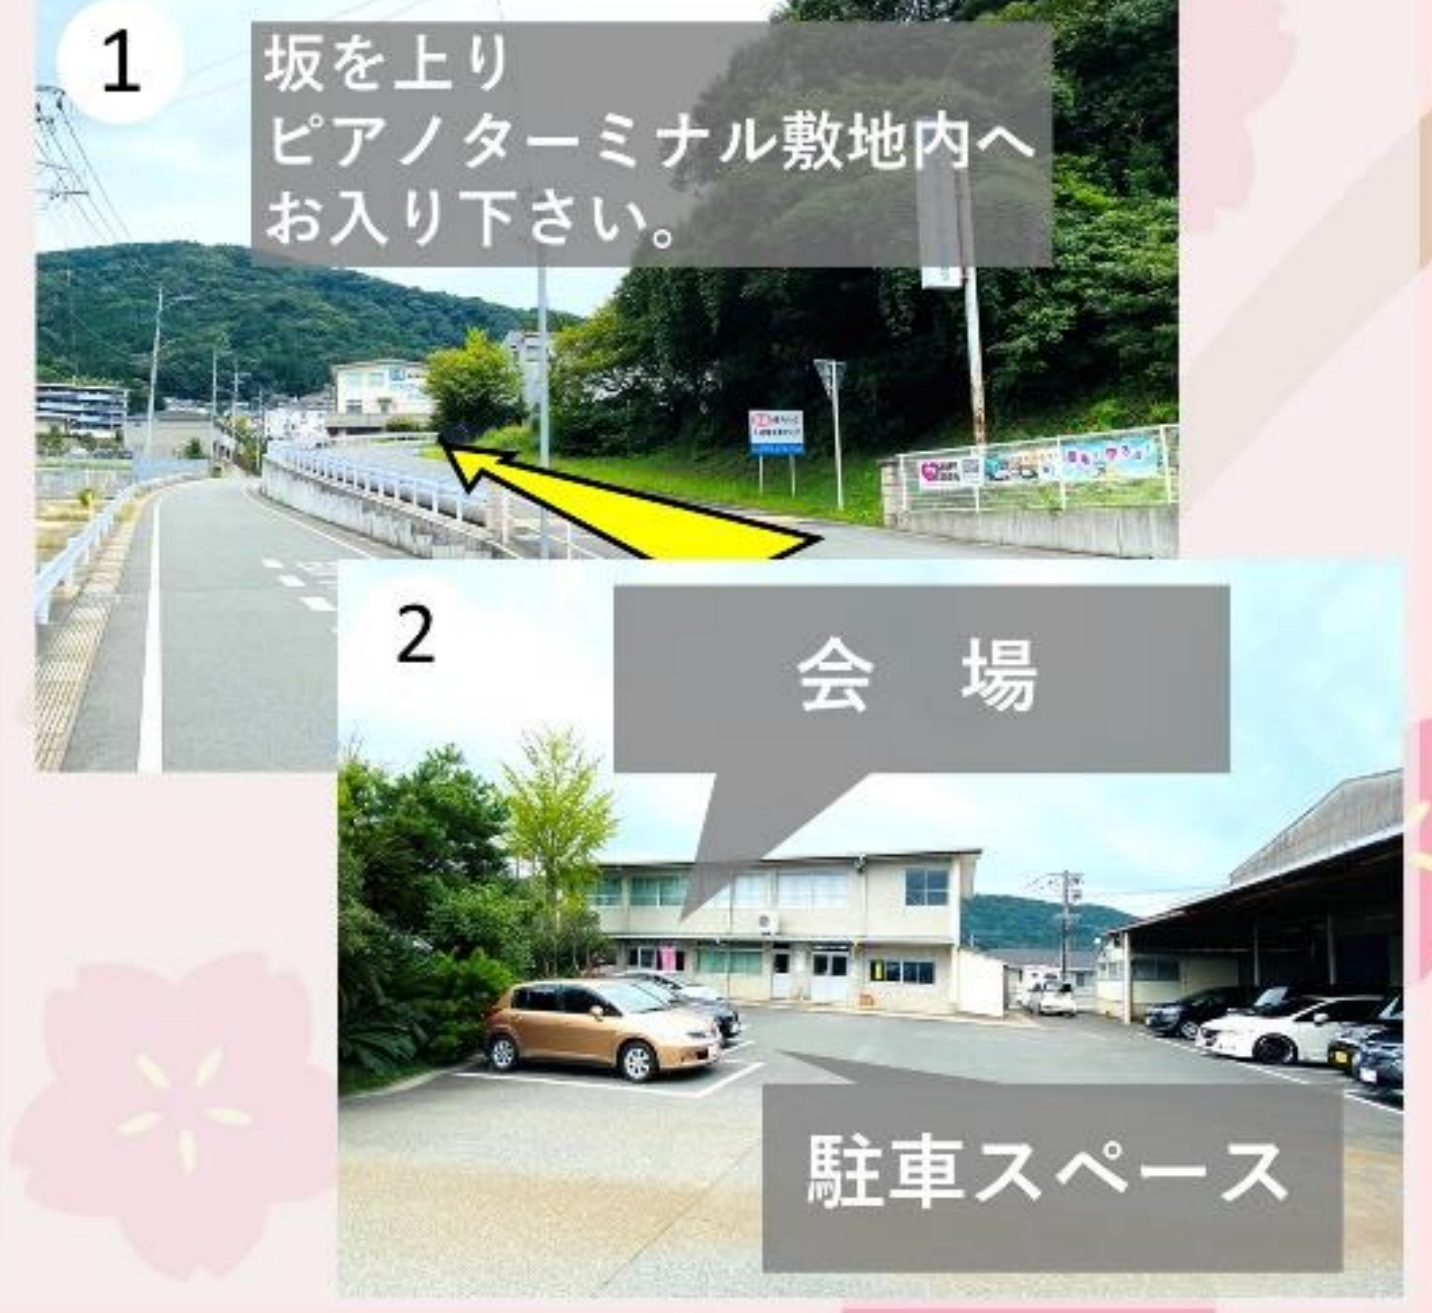 1
坂を上り
ピアノターミナル敷地内へ
お入り下さい。
2
会 場
駐車スペース